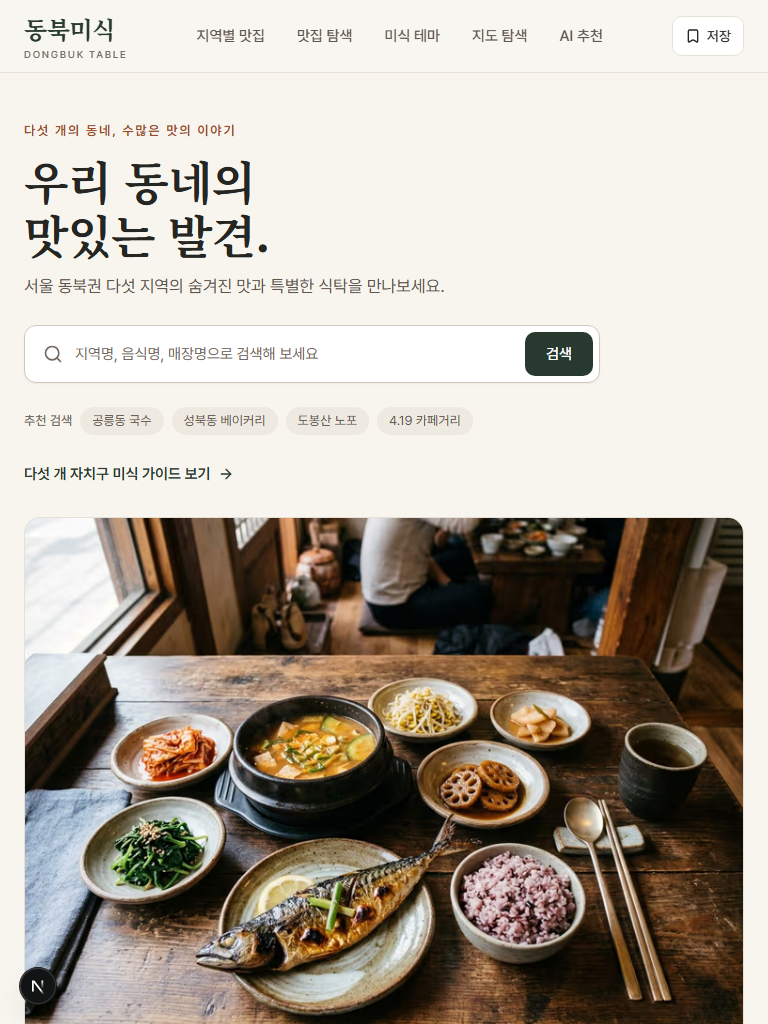 동북미식
DONGBUK TABLE
지역별 맛집
맛집 탐색
미식 테마
지도 탐색
AI 추천
저장
다섯 개의 동네, 수많은 맛의 이야기
우리 동네의
맛있는 발견.
서울 동북권 다섯 지역의 숨겨진 맛과 특별한 식탁을 만나보세요.
지역명, 음식명, 매장명으로 검색해 보세요
검색
추천 검색
공릉동 국수
성북동 베이커리
도봉산 노포
4.19 카페거리
다섯 개 자치구 미식 가이드 보기 →
N